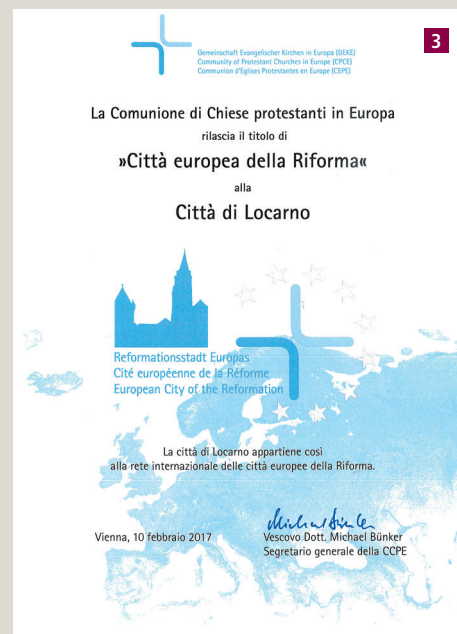 Gemeinschaft Evangelischer Kirchen in Europa (GEKE)
Community of Protestant Churches in Europe (CPCE)
Communion d'Eglises Protestantes en Europe (CEPE)
3
La Comunione di Chiese protestanti in Europa
rilascia il titolo di
»Città europea della Riforma«
alla
Città di Locarno
Reformationsstadt Europas
Cité européenne de la Réforme
European City of the Reformation
La città di Locarno appartiene così
alla rete internazionale delle città europee della Riforma.
Michael Bünker
Vienna, 10 febbraio 2017
Vescovo Dott. Michael Bünker
Segretario generale della CCPE